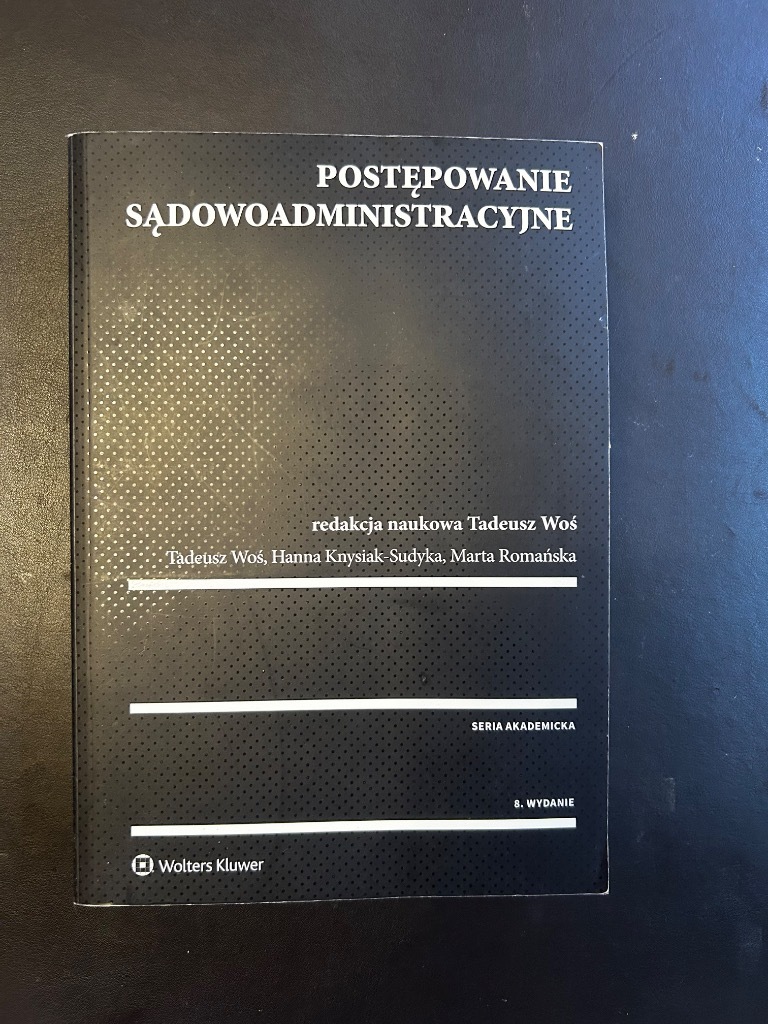 POSTĘPOWANIE
SĄDOWOADMINISTRACYJNE
redakcja naukowa Tadeusz Woś
Tadeusz Woś, Hanna Knysiak-Sudyka, Marta Romańska
SERIA AKADEMICKA
8. WYDANIE
Wolters Kluwer